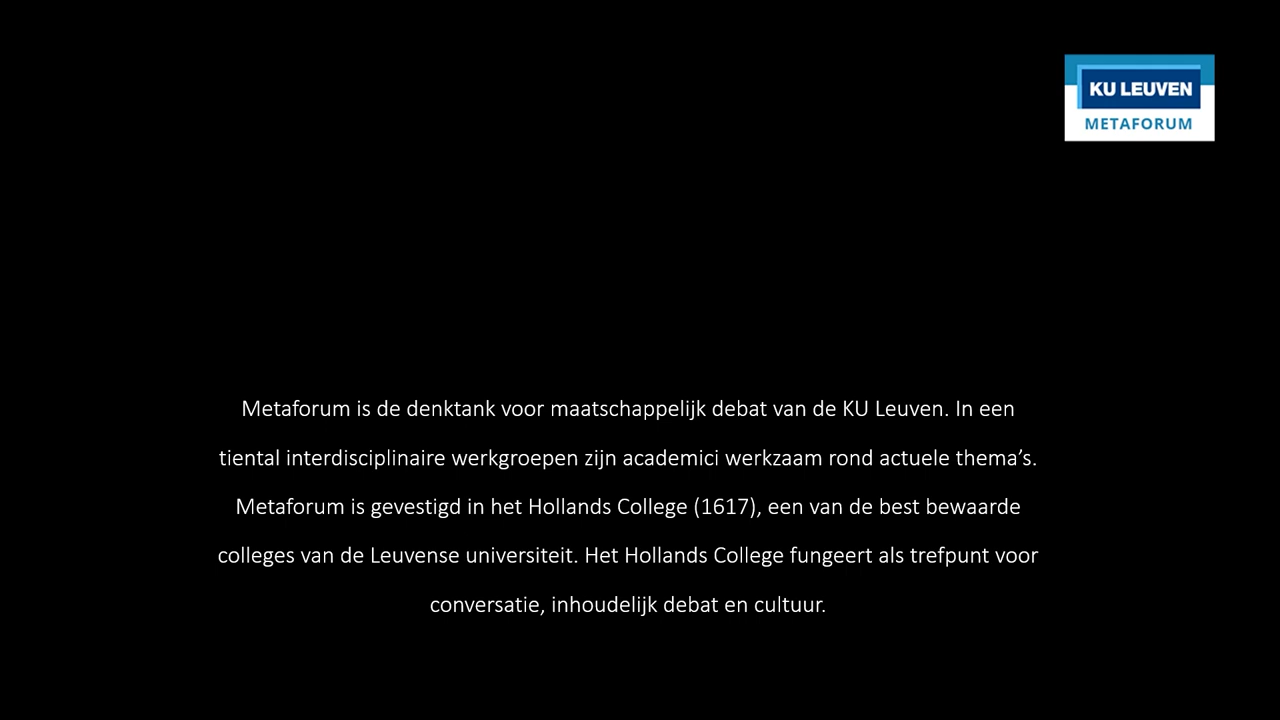 KU LEUVEN
METAFORUM
Metaforum is de denktank voor maatschappelijk debat van de KU Leuven. In een
tiental interdisciplinaire werkgroepen zijn academici werkzaam rond actuele thema’s.
Metaforum is gevestigd in het Hollands College (1617), een van de best bewaarde
colleges van de Leuvense universiteit. Het Hollands College fungeert als trefpunt voor
conversatie, inhoudelijk debat en cultuur.